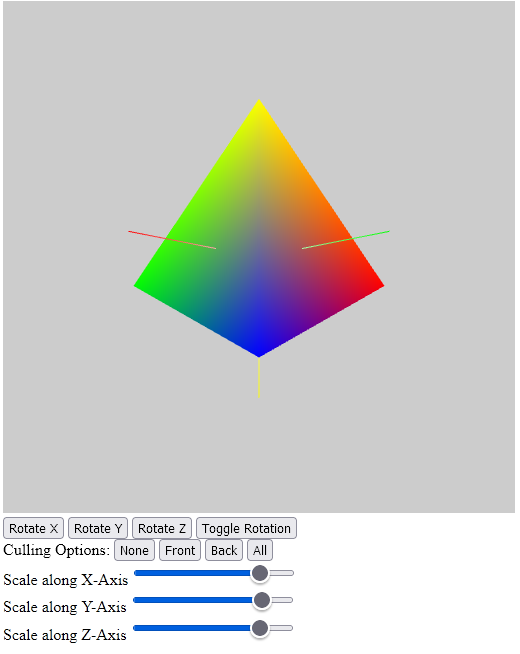 Rotate X Rotate Y Rotate Z Toggle Rotation
Culling Options: None Front Back All
Scale along X-Axis
Scale along Y-Axis
Scale along Z-Axis